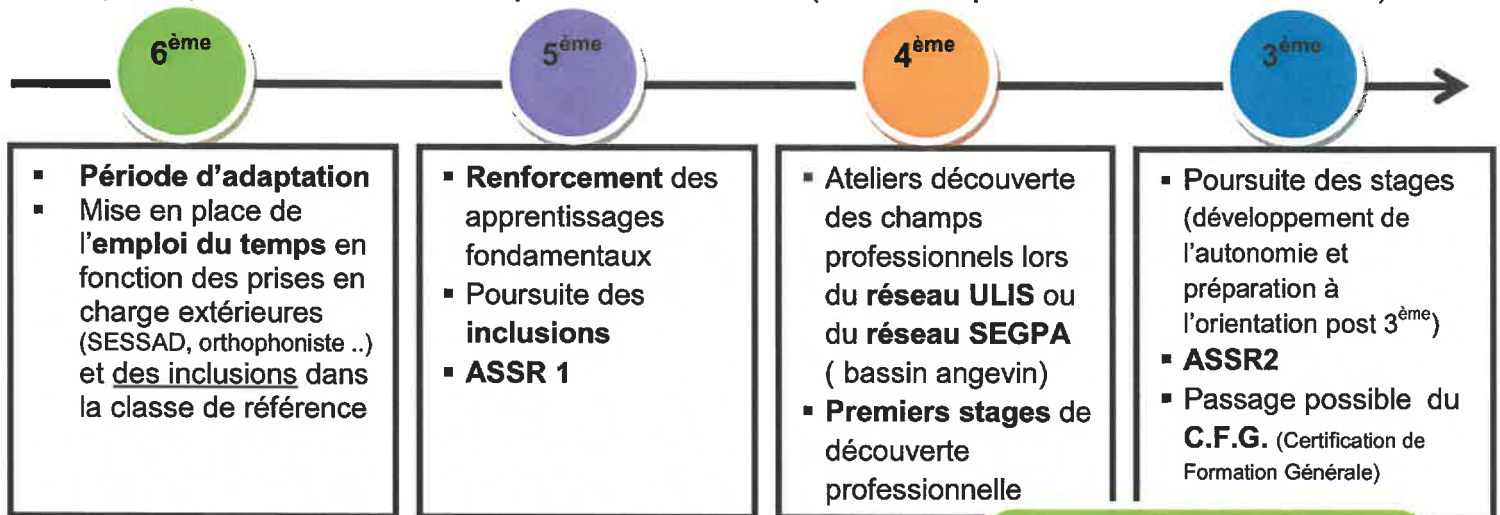 6ème
5ème
4ème
3ème
▪ Période d'adaptation
▪ Mise en place de
l'emploi du temps en
fonction des prises en
charge extérieures
(SESSAD, orthophoniste ..)
et des inclusions dans
la classe de référence
▪ Renforcement des
apprentissages
fondamentaux
▪ Poursuite des
inclusions
▪ ASSR 1
▪ Ateliers découverte
des champs
professionnels lors
du réseau ULIS ou
du réseau SEGPA
( bassin angevin)
▪ Premiers stages de
découverte
professionnelle
▪ Poursuite des stages
(développement de
l'autonomie et
préparation à
l'orientation post 3ème)
▪ ASSR2
▪ Passage possible du
C.F.G. (Certification de
Formation Générale)